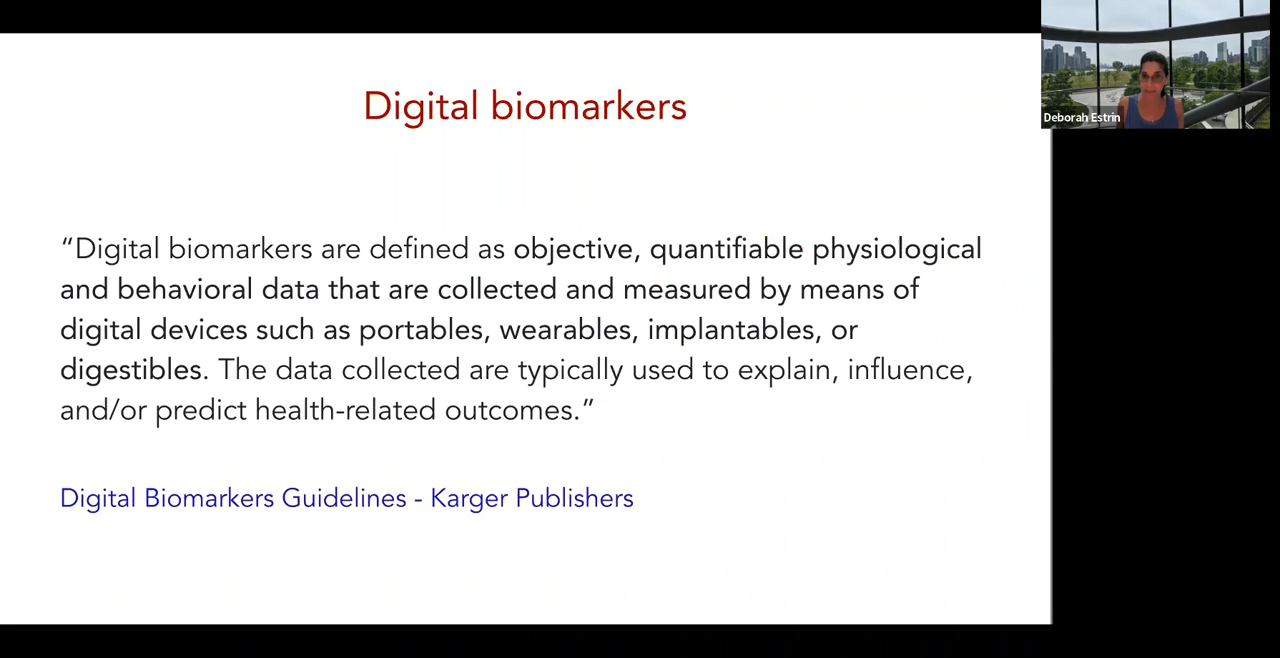 Digital biomarkers
“Digital biomarkers are defined as objective, quantifiable physiological
and behavioral data that are collected and measured by means of
digital devices such as portables, wearables, implantables, or
digestibles. The data collected are typically used to explain, influence,
and/or predict health-related outcomes.”
Digital Biomarkers Guidelines - Karger Publishers
Deborah Estrin